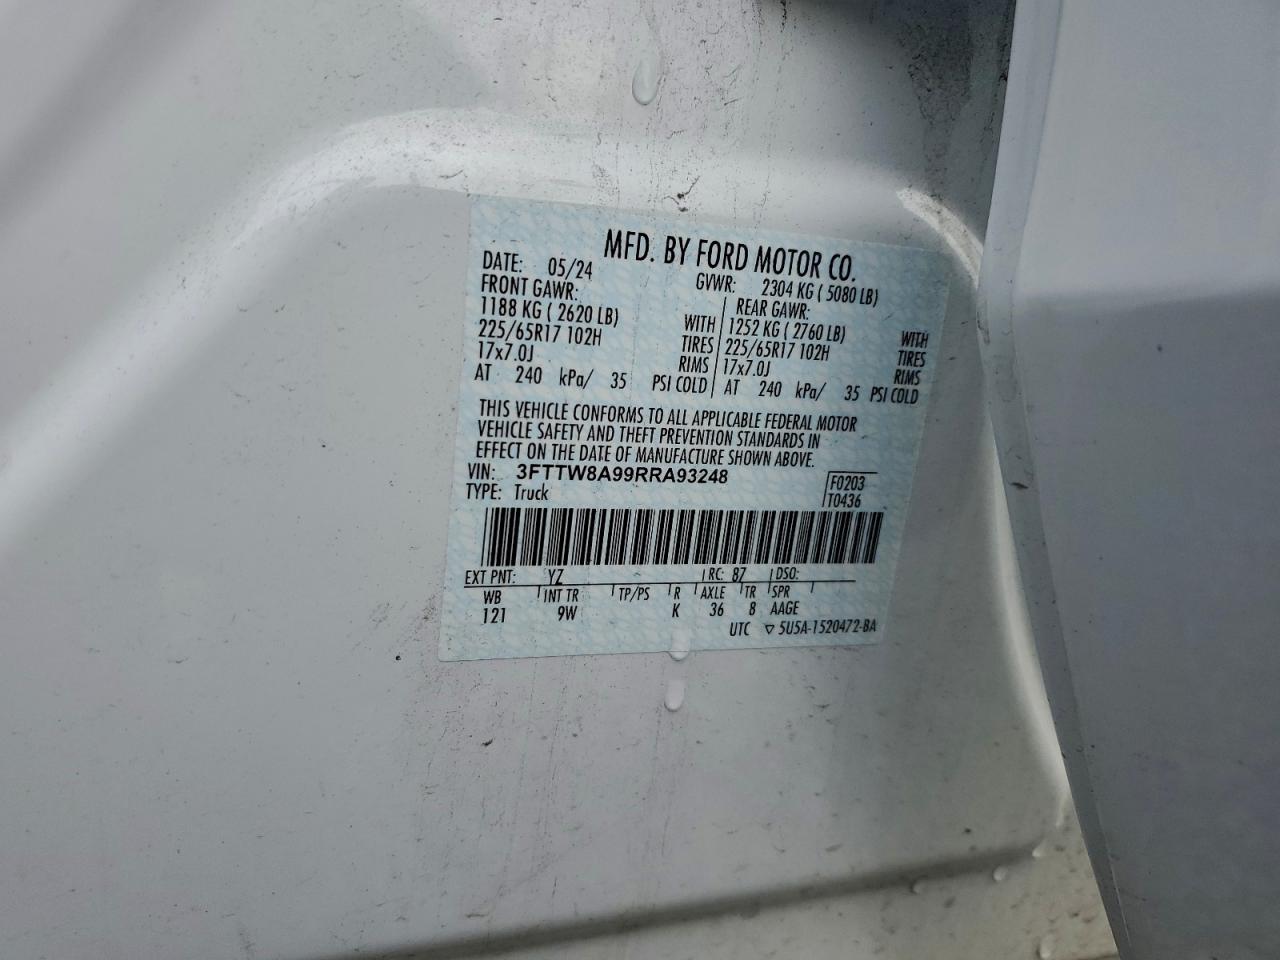 MFD. BY FORD MOTOR CO.
DATE: 05/24 GVWR: 2304 KG ( 5080 LB)
FRONT GAWR: REAR GAWR:
1188 KG ( 2620 LB) WITH 1252 KG ( 2760 LB) WITH
225/65R17 102H TIRES 225/65R17 102H TIRES
17x7.0J RIMS 17x7.0J RIMS
AT 240 kPa/ 35 PSI COLD AT 240 kPa/ 35 PSI COLD
THIS VEHICLE CONFORMS TO ALL APPLICABLE FEDERAL MOTOR
VEHICLE SAFETY AND THEFT PREVENTION STANDARDS IN
EFFECT ON THE DATE OF MANUFACTURE SHOWN ABOVE.
VIN: 3FTTW8A99RRA93248 F0203
TYPE: Truck T0436
EXT PNT: YZ RC: 87 DSO:
WB INT TR TP/PS R AXLE TR SPR
121 9W K 36 8 AAGE
UTC ▽ 5U5A-1520472-BA